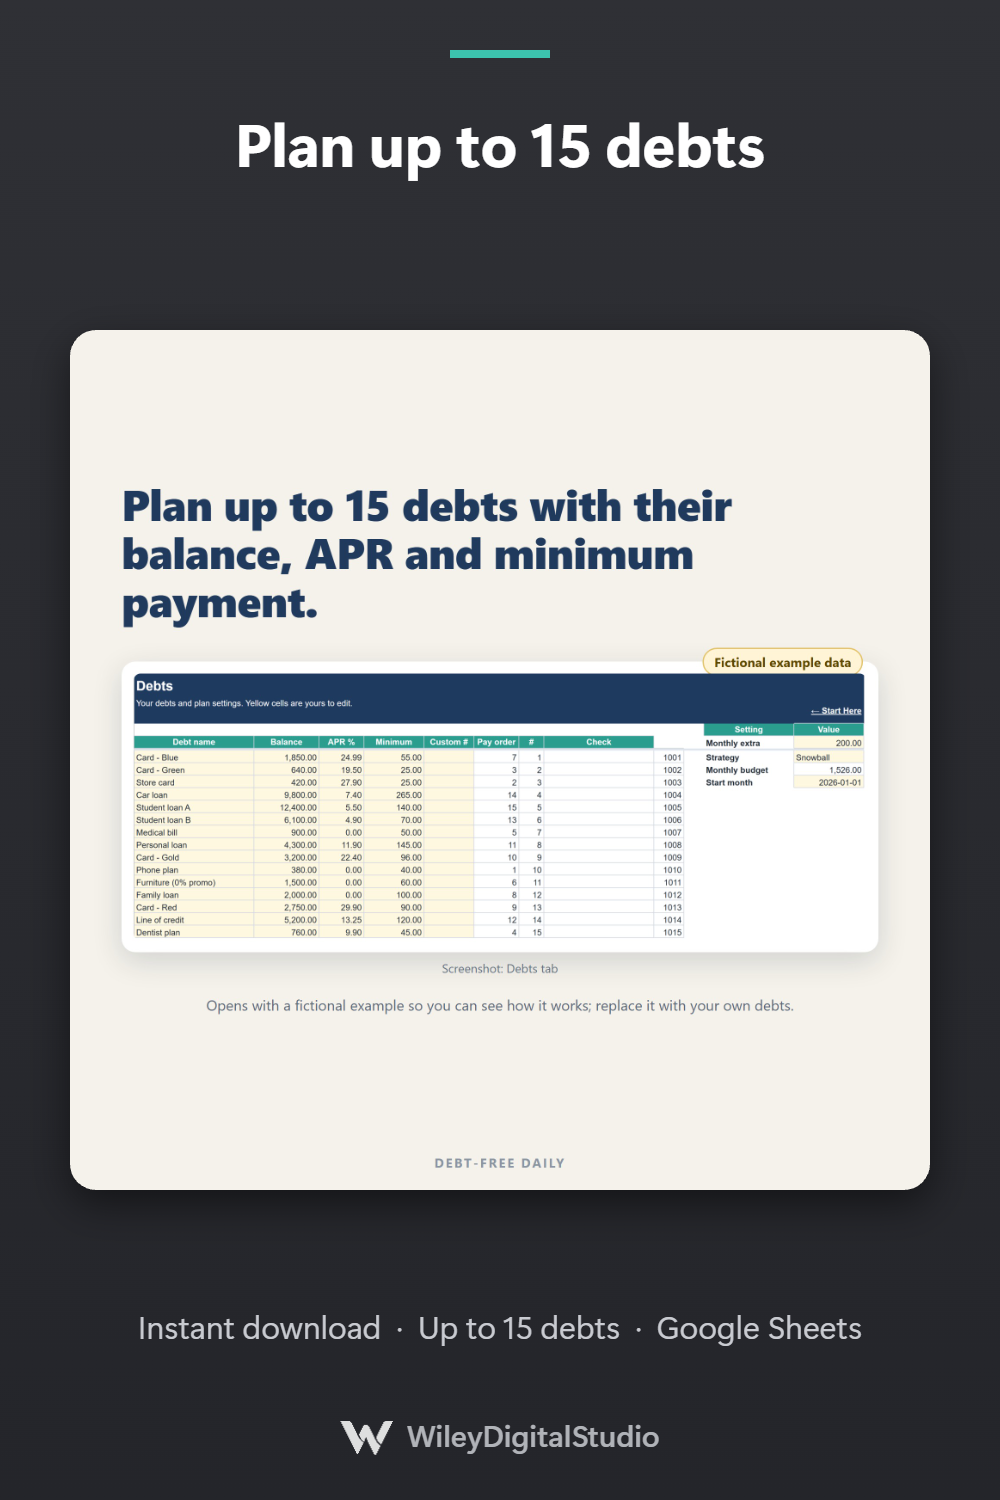 Plan up to 15 debts
Plan up to 15 debts with their
balance, APR and minimum
payment.
Fictional example data
Debts
Your debts and plan settings. Yellow cells are yours to edit.
← Start Here
Setting Value
Debt name Balance APR % Minimum Custom # Pay order # Check Monthly extra 200.00
Card - Blue 1,850.00 24.99 55.00 7 1 1001 Strategy Snowball
Card - Green 640.00 19.50 25.00 3 2 1002 Monthly budget 1,526.00
Store card 420.00 27.90 25.00 2 3 1003 Start month 2026-01-01
Car loan 9,800.00 7.40 265.00 14 4 1004
Student loan A 12,400.00 5.50 140.00 15 5 1005
Student loan B 6,100.00 4.90 70.00 13 6 1006
Medical bill 900.00 0.00 50.00 5 7 1007
Personal loan 4,300.00 11.90 145.00 11 8 1008
Card - Gold 3,200.00 22.40 96.00 10 9 1009
Phone plan 380.00 0.00 40.00 1 10 1010
Furniture (0% promo) 1,500.00 0.00 60.00 6 11 1011
Family loan 2,000.00 0.00 100.00 8 12 1012
Card - Red 2,750.00 29.90 90.00 9 13 1013
Line of credit 5,200.00 13.25 120.00 12 14 1014
Dentist plan 760.00 9.90 45.00 4 15 1015
Screenshot: Debts tab
Opens with a fictional example so you can see how it works; replace it with your own debts.
DEBT-FREE DAILY
Instant download · Up to 15 debts · Google Sheets
WileyDigitalStudio